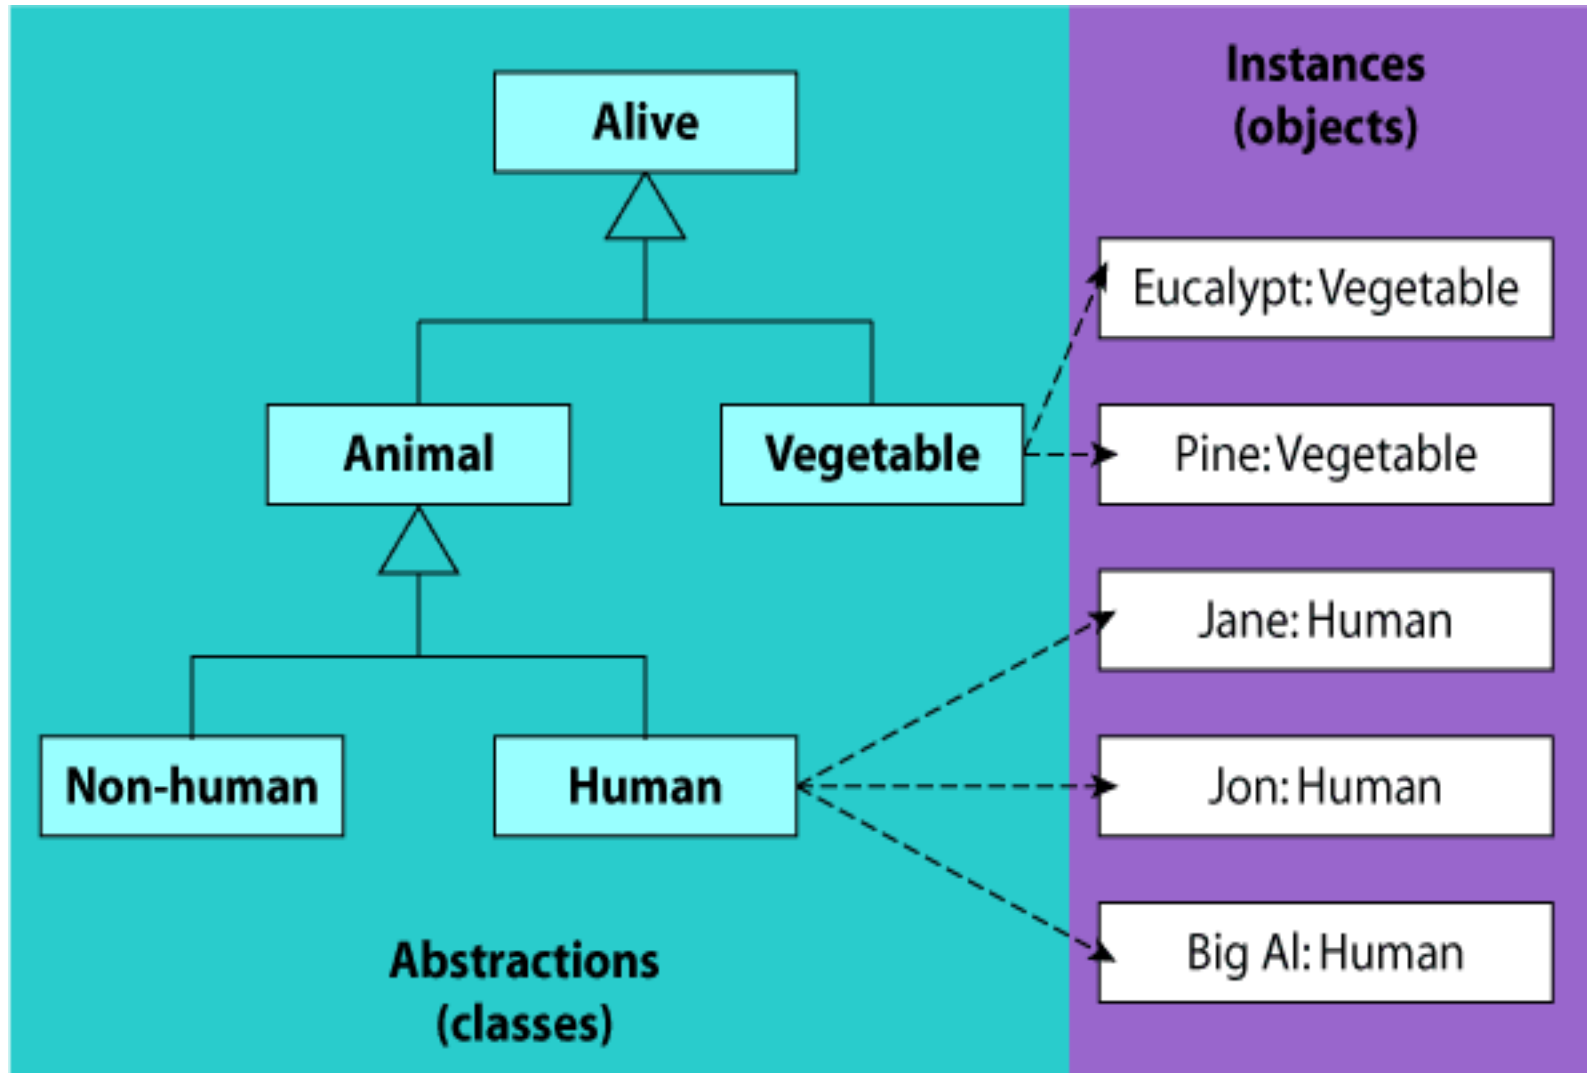 Alive
Animal
Vegetable
Non-human
Human
Abstractions
(classes)
Instances
(objects)
Eucalypt: Vegetable
Pine: Vegetable
Jane: Human
Jon: Human
Big Al: Human